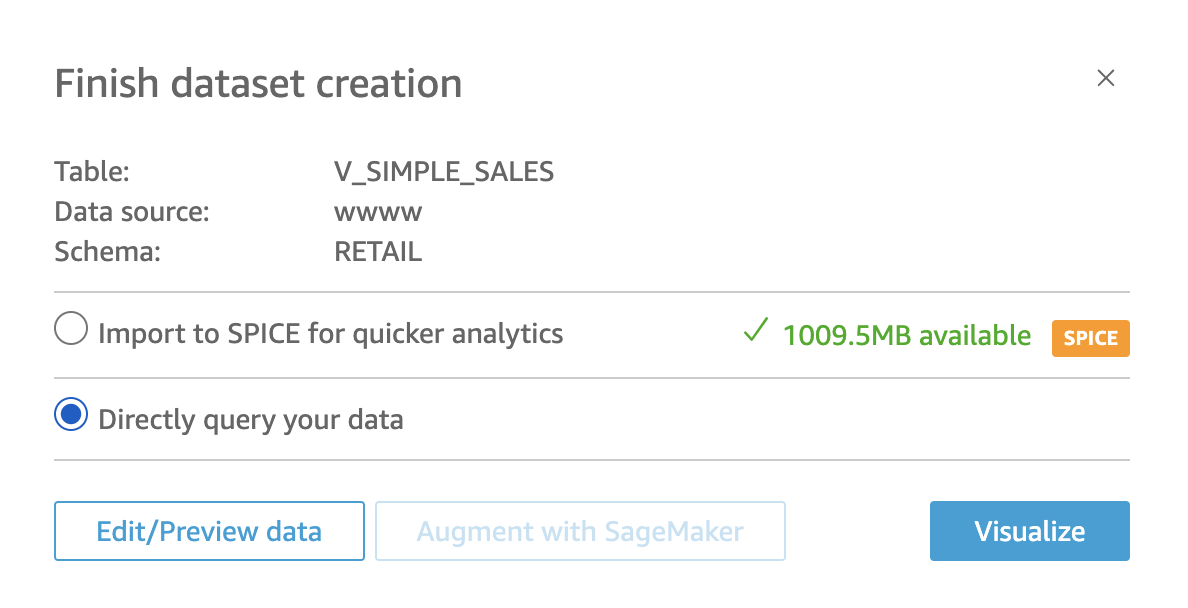 Finish dataset creation
Table: V_SIMPLE_SALES
Data source: wwww
Schema: RETAIL
Import to SPICE for quicker analytics 1009.5MB available SPICE
Directly query your data
Edit/Preview data Augment with SageMaker Visualize